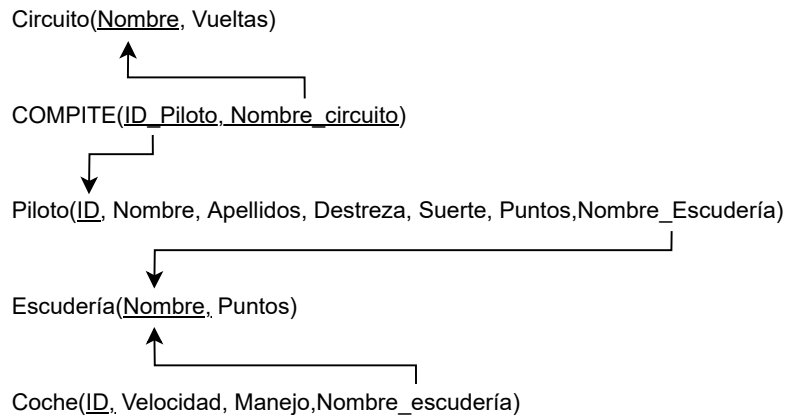 Circuito(Nombre, Vueltas)
COMPITE(ID_Piloto, Nombre_circuito)
Piloto(ID, Nombre, Apellidos, Destreza, Suerte, Puntos,Nombre_Escudería)
Escudería(Nombre, Puntos)
Coche(ID, Velocidad, Manejo,Nombre_escudería)